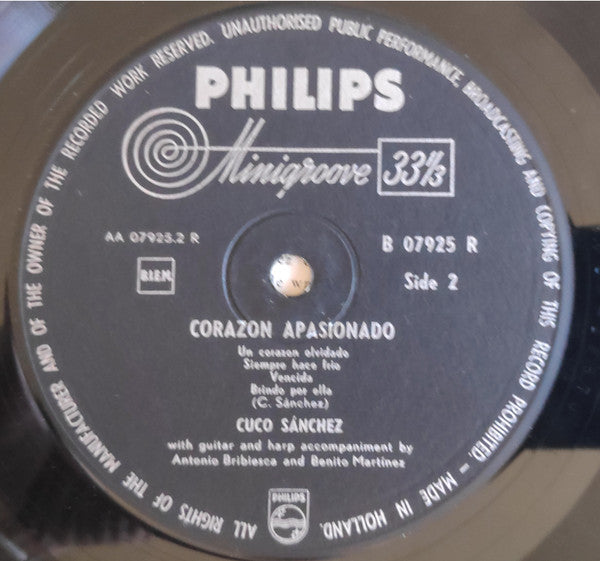 ALL RIGHTS OF THE MANUFACTURER AND OF THE OWNER OF THE RECORDED WORK RESERVED. UNAUTHORISED PUBLIC PERFORMANCE, BROADCASTING AND COPYING OF THIS RECORD PROHIBITED. – MADE IN HOLLAND.
PHILIPS
Minigroove 33⅓
AA 07925.2 R
B 07925 R
BIEM
Side 2
CORAZON APASIONADO
Un corazon olvidado
Siempre hace frio
Vencida
Brindo por ella
(C. Sánchez)
CUCO SÁNCHEZ
with guitar and harp accompaniment by
Antonio Bribiesca and Benito Martinez
PHILIPS